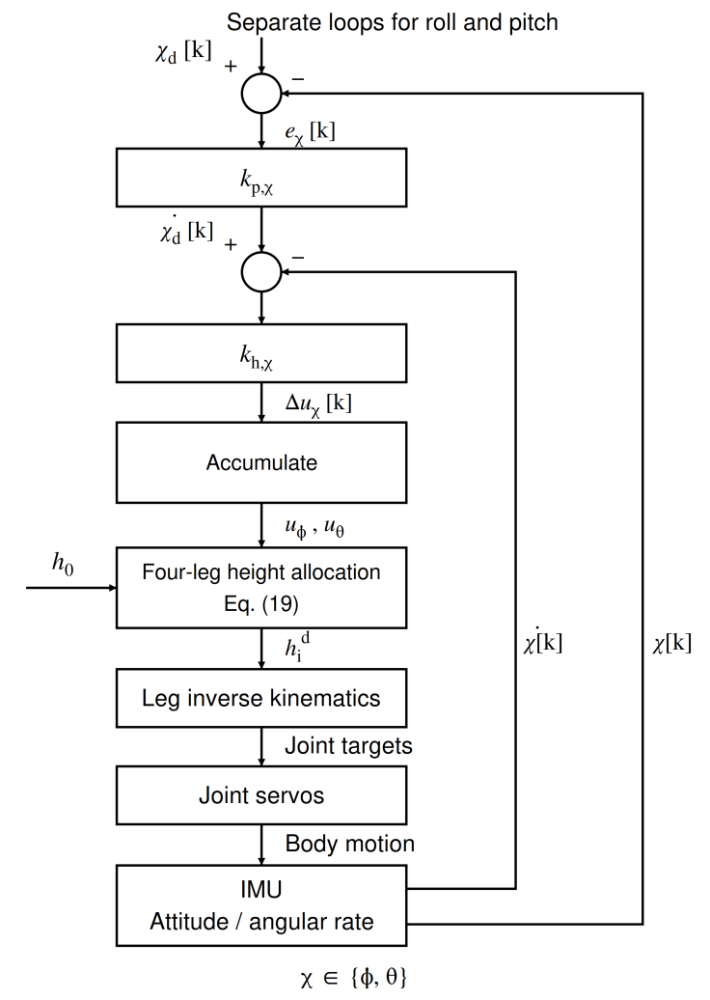 Separate loops for roll and pitch
χd [k]
+
−
eχ [k]
kp,χ
χ̇d [k]
+
−
kh,χ
Δuχ [k]
Accumulate
uϕ , uθ
h0
Four-leg height allocation
Eq. (19)
hi^d
χ̇[k]
χ[k]
Leg inverse kinematics
Joint targets
Joint servos
Body motion
IMU
Attitude / angular rate
χ ∈ {ϕ, θ}